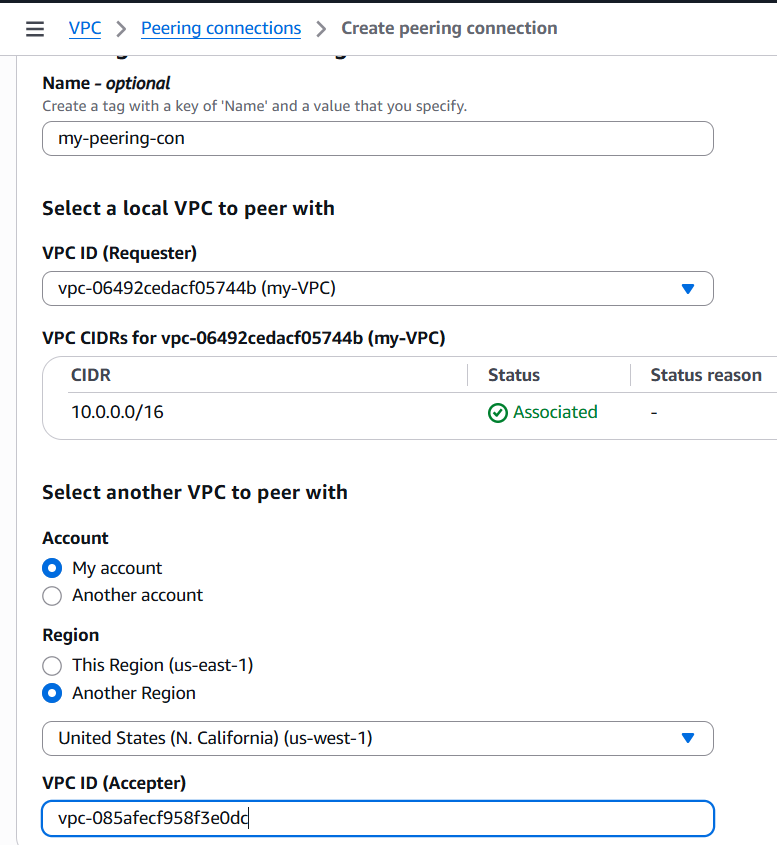 VPC > Peering connections > Create peering connection
Name - optional
Create a tag with a key of 'Name' and a value that you specify.
my-peering-con
Select a local VPC to peer with
VPC ID (Requester)
vpc-06492cedacf05744b (my-VPC)
VPC CIDRs for vpc-06492cedacf05744b (my-VPC)
CIDR Status Status reason
10.0.0.0/16 Associated -
Select another VPC to peer with
Account
My account
Another account
Region
This Region (us-east-1)
Another Region
United States (N. California) (us-west-1)
VPC ID (Accepter)
vpc-085afecf958f3e0dc